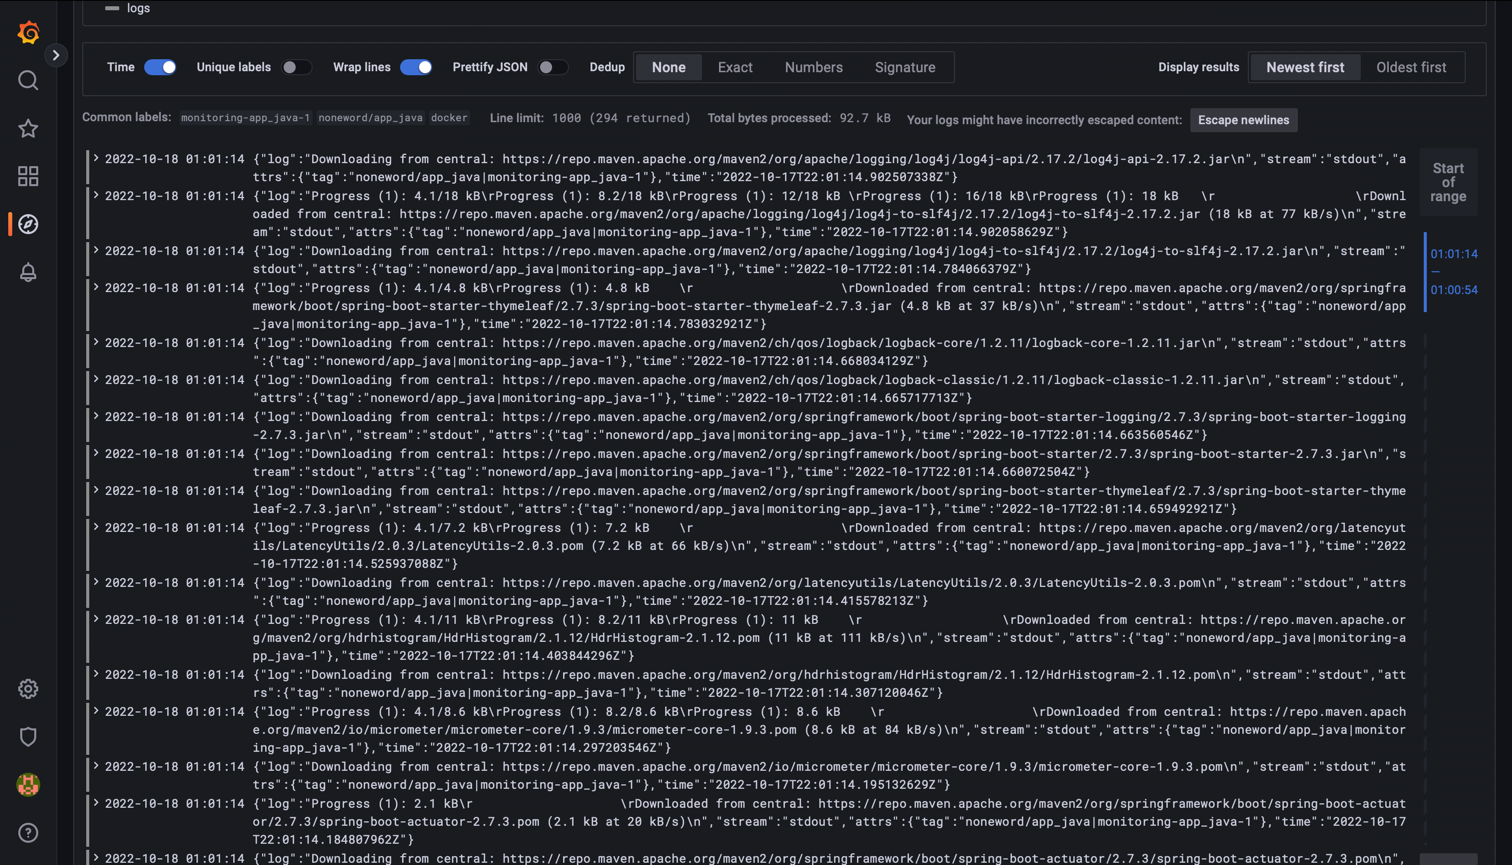 logs
Time Unique labels Wrap lines Prettify JSON Dedup None Exact Numbers Signature Display results Newest first Oldest first
Common labels: monitoring-app_java-1 noneword/app_java docker Line limit: 1000 (294 returned) Total bytes processed: 92.7 kB Your logs might have incorrectly escaped content: Escape newlines
2022-10-18 01:01:14 {"log":"Downloading from central: https://repo.maven.apache.org/maven2/org/apache/logging/log4j/log4j-api/2.17.2/log4j-api-2.17.2.jar\n","stream":"stdout","a
ttrs":{"tag":"noneword/app_java|monitoring-app_java-1"},"time":"2022-10-17T22:01:14.902507338Z"}
2022-10-18 01:01:14 {"log":"Progress (1): 4.1/18 kB\rProgress (1): 8.2/18 kB\rProgress (1): 12/18 kB \rProgress (1): 16/18 kB\rProgress (1): 18 kB \r \rDownl
oaded from central: https://repo.maven.apache.org/maven2/org/apache/logging/log4j/log4j-to-slf4j/2.17.2/log4j-to-slf4j-2.17.2.jar (18 kB at 77 kB/s)\n","stre
am":"stdout","attrs":{"tag":"noneword/app_java|monitoring-app_java-1"},"time":"2022-10-17T22:01:14.902058629Z"}
2022-10-18 01:01:14 {"log":"Downloading from central: https://repo.maven.apache.org/maven2/org/apache/logging/log4j/log4j-to-slf4j/2.17.2/log4j-to-slf4j-2.17.2.jar\n","stream":"
stdout","attrs":{"tag":"noneword/app_java|monitoring-app_java-1"},"time":"2022-10-17T22:01:14.784066379Z"}
2022-10-18 01:01:14 {"log":"Progress (1): 4.1/4.8 kB\rProgress (1): 4.8 kB \r \rDownloaded from central: https://repo.maven.apache.org/maven2/org/springfra
mework/boot/spring-boot-starter-thymeleaf/2.7.3/spring-boot-starter-thymeleaf-2.7.3.jar (4.8 kB at 37 kB/s)\n","stream":"stdout","attrs":{"tag":"noneword/app
_java|monitoring-app_java-1"},"time":"2022-10-17T22:01:14.783032921Z"}
2022-10-18 01:01:14 {"log":"Downloading from central: https://repo.maven.apache.org/maven2/ch/qos/logback/logback-core/1.2.11/logback-core-1.2.11.jar\n","stream":"stdout","attrs
":{"tag":"noneword/app_java|monitoring-app_java-1"},"time":"2022-10-17T22:01:14.668034129Z"}
2022-10-18 01:01:14 {"log":"Downloading from central: https://repo.maven.apache.org/maven2/ch/qos/logback/logback-classic/1.2.11/logback-classic-1.2.11.jar\n","stream":"stdout",
"attrs":{"tag":"noneword/app_java|monitoring-app_java-1"},"time":"2022-10-17T22:01:14.665717713Z"}
2022-10-18 01:01:14 {"log":"Downloading from central: https://repo.maven.apache.org/maven2/org/springframework/boot/spring-boot-starter-logging/2.7.3/spring-boot-starter-logging
-2.7.3.jar\n","stream":"stdout","attrs":{"tag":"noneword/app_java|monitoring-app_java-1"},"time":"2022-10-17T22:01:14.663560546Z"}
2022-10-18 01:01:14 {"log":"Downloading from central: https://repo.maven.apache.org/maven2/org/springframework/boot/spring-boot-starter/2.7.3/spring-boot-starter-2.7.3.jar\n","s
tream":"stdout","attrs":{"tag":"noneword/app_java|monitoring-app_java-1"},"time":"2022-10-17T22:01:14.660072504Z"}
2022-10-18 01:01:14 {"log":"Downloading from central: https://repo.maven.apache.org/maven2/org/springframework/boot/spring-boot-starter-thymeleaf/2.7.3/spring-boot-starter-thyme
leaf-2.7.3.jar\n","stream":"stdout","attrs":{"tag":"noneword/app_java|monitoring-app_java-1"},"time":"2022-10-17T22:01:14.659492921Z"}
2022-10-18 01:01:14 {"log":"Progress (1): 4.1/7.2 kB\rProgress (1): 7.2 kB \r \rDownloaded from central: https://repo.maven.apache.org/maven2/org/latencyut
ils/LatencyUtils/2.0.3/LatencyUtils-2.0.3.pom (7.2 kB at 66 kB/s)\n","stream":"stdout","attrs":{"tag":"noneword/app_java|monitoring-app_java-1"},"time":"2022
-10-17T22:01:14.525937088Z"}
2022-10-18 01:01:14 {"log":"Downloading from central: https://repo.maven.apache.org/maven2/org/latencyutils/LatencyUtils/2.0.3/LatencyUtils-2.0.3.pom\n","stream":"stdout","attrs
":{"tag":"noneword/app_java|monitoring-app_java-1"},"time":"2022-10-17T22:01:14.415578213Z"}
2022-10-18 01:01:14 {"log":"Progress (1): 4.1/11 kB\rProgress (1): 8.2/11 kB\rProgress (1): 11 kB \r \rDownloaded from central: https://repo.maven.apache.or
g/maven2/org/hdrhistogram/HdrHistogram/2.1.12/HdrHistogram-2.1.12.pom (11 kB at 111 kB/s)\n","stream":"stdout","attrs":{"tag":"noneword/app_java|monitoring-a
pp_java-1"},"time":"2022-10-17T22:01:14.403844296Z"}
2022-10-18 01:01:14 {"log":"Downloading from central: https://repo.maven.apache.org/maven2/org/hdrhistogram/HdrHistogram/2.1.12/HdrHistogram-2.1.12.pom\n","stream":"stdout","att
rs":{"tag":"noneword/app_java|monitoring-app_java-1"},"time":"2022-10-17T22:01:14.307120046Z"}
2022-10-18 01:01:14 {"log":"Progress (1): 4.1/8.6 kB\rProgress (1): 8.2/8.6 kB\rProgress (1): 8.6 kB \r \rDownloaded from central: https://repo.maven.apach
e.org/maven2/io/micrometer/micrometer-core/1.9.3/micrometer-core-1.9.3.pom (8.6 kB at 84 kB/s)\n","stream":"stdout","attrs":{"tag":"noneword/app_java|monitor
ing-app_java-1"},"time":"2022-10-17T22:01:14.297203546Z"}
2022-10-18 01:01:14 {"log":"Downloading from central: https://repo.maven.apache.org/maven2/io/micrometer/micrometer-core/1.9.3/micrometer-core-1.9.3.pom\n","stream":"stdout","at
trs":{"tag":"noneword/app_java|monitoring-app_java-1"},"time":"2022-10-17T22:01:14.195132629Z"}
2022-10-18 01:01:14 {"log":"Progress (1): 2.1 kB\r \rDownloaded from central: https://repo.maven.apache.org/maven2/org/springframework/boot/spring-boot-actuat
or/2.7.3/spring-boot-actuator-2.7.3.pom (2.1 kB at 20 kB/s)\n","stream":"stdout","attrs":{"tag":"noneword/app_java|monitoring-app_java-1"},"time":"2022-10-17
T22:01:14.184807962Z"}
2022-10-18 01:01:14 {"log":"Downloading from central: https://repo.maven.apache.org/maven2/org/springframework/boot/spring-boot-actuator/2.7.3/spring-boot-actuator-2.7.3.pom\n",
Start
of
range
01:01:14
—
01:00:54